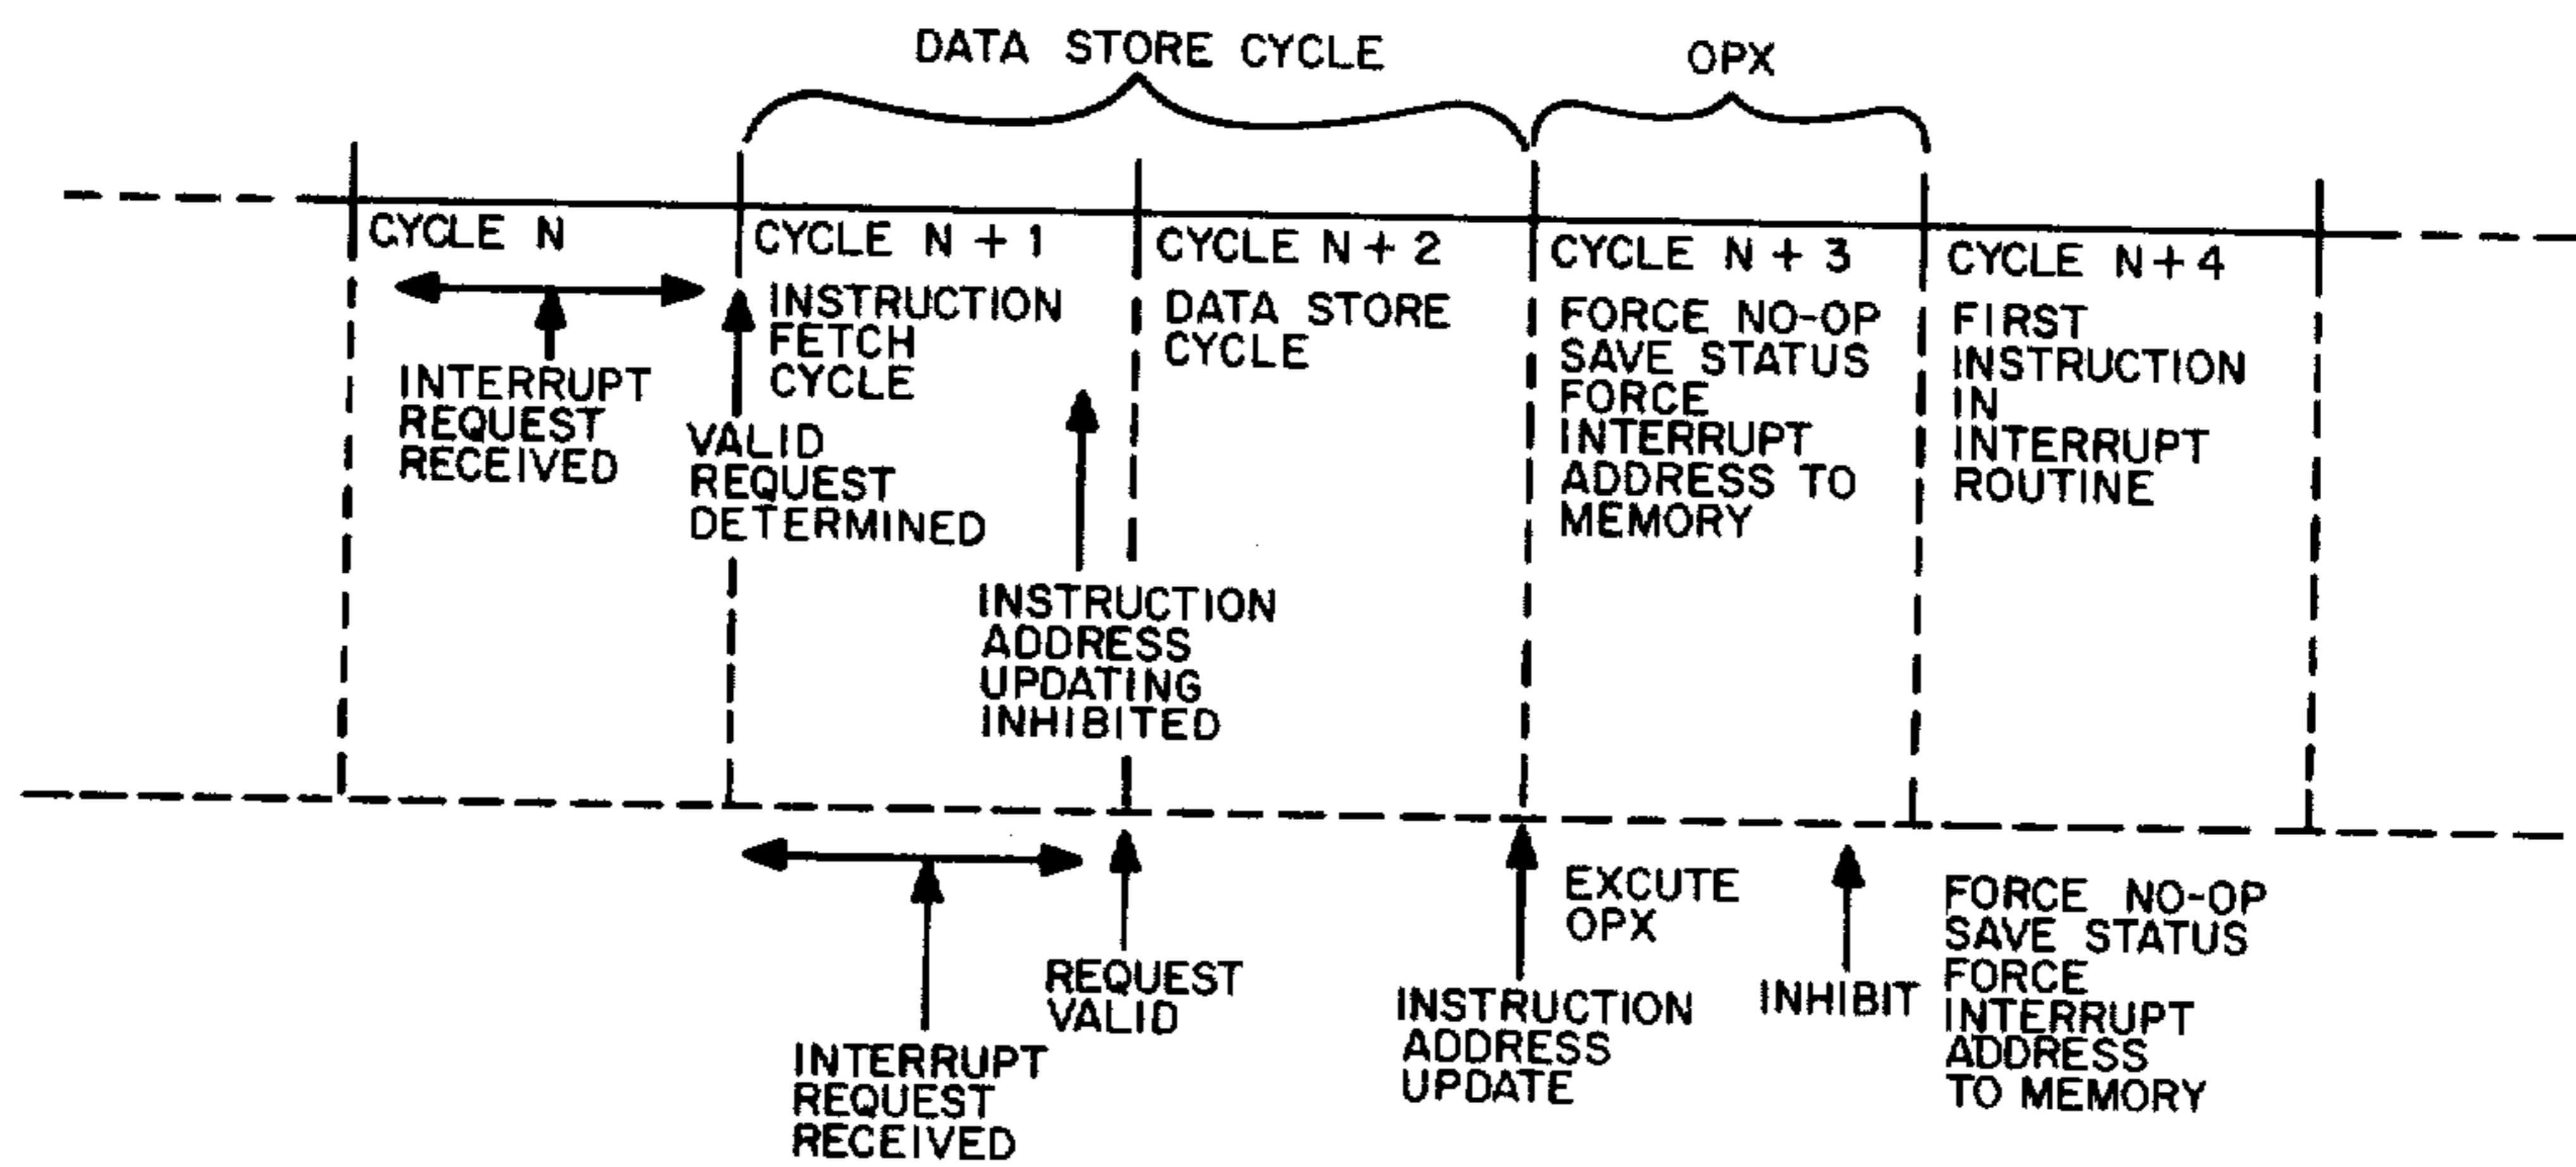 DATA STORE CYCLE
OPX
CYCLE N
CYCLE N + 1
CYCLE N + 2
CYCLE N + 3
CYCLE N + 4
INTERRUPT
REQUEST
RECEIVED
INSTRUCTION
FETCH
CYCLE
VALID
REQUEST
DETERMINED
INSTRUCTION
ADDRESS
UPDATING
INHIBITED
DATA STORE
CYCLE
FORCE NO-OP
SAVE STATUS
FORCE
INTERRUPT
ADDRESS TO
MEMORY
FIRST
INSTRUCTION
IN
INTERRUPT
ROUTINE
INTERRUPT
REQUEST
RECEIVED
REQUEST
VALID
INSTRUCTION
ADDRESS
UPDATE
EXCUTE
OPX
INHIBIT
FORCE NO-OP
SAVE STATUS
FORCE
INTERRUPT
ADDRESS
TO MEMORY